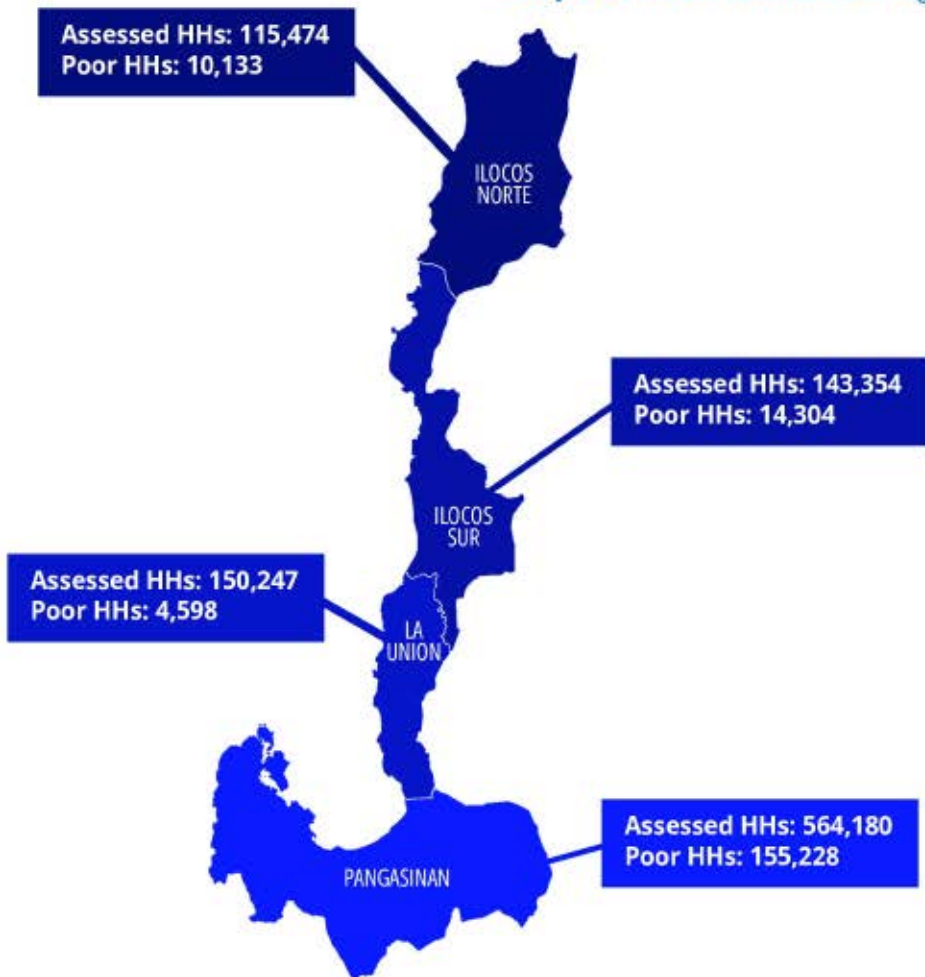 Assessed HHs: 115,474
Poor HHs: 10,133
ILOCOS
NORTE
Assessed HHs: 143,354
Poor HHs: 14,304
ILOCOS
SUR
Assessed HHs: 150,247
Poor HHs: 4,598
LA
UNION
Assessed HHs: 564,180
Poor HHs: 155,228
PANGASINAN